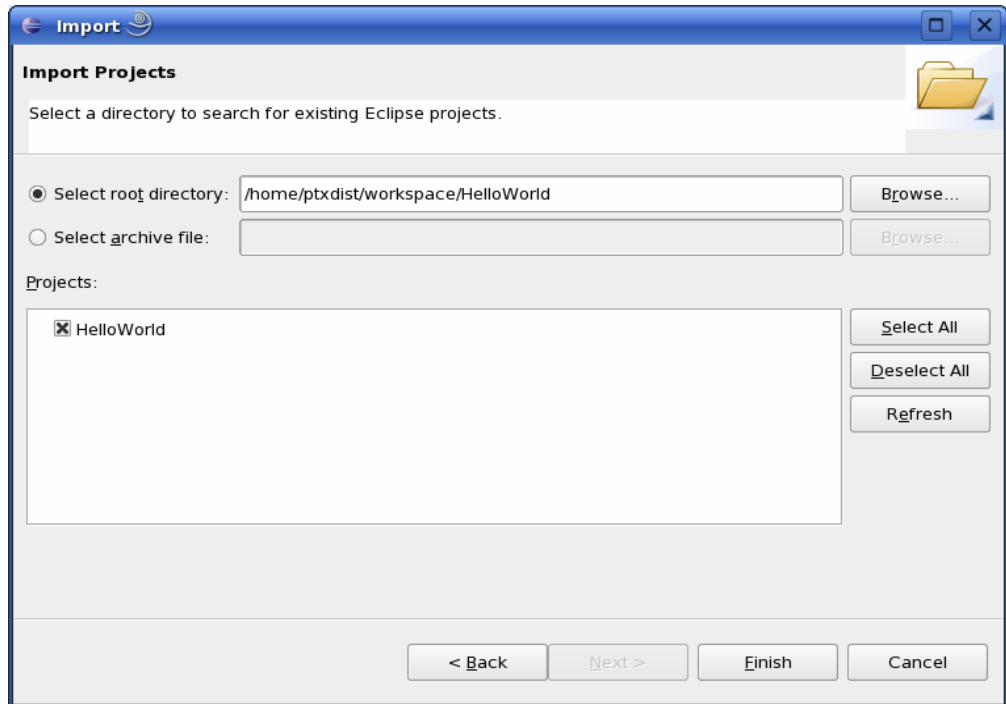 Import
Import Projects
Select a directory to search for existing Eclipse projects.
Select root directory: /home/ptxdist/workspace/HelloWorld Browse...
Select archive file: Browse...
Projects:
HelloWorld
Select All
Deselect All
Refresh
< Back Next > Finish Cancel